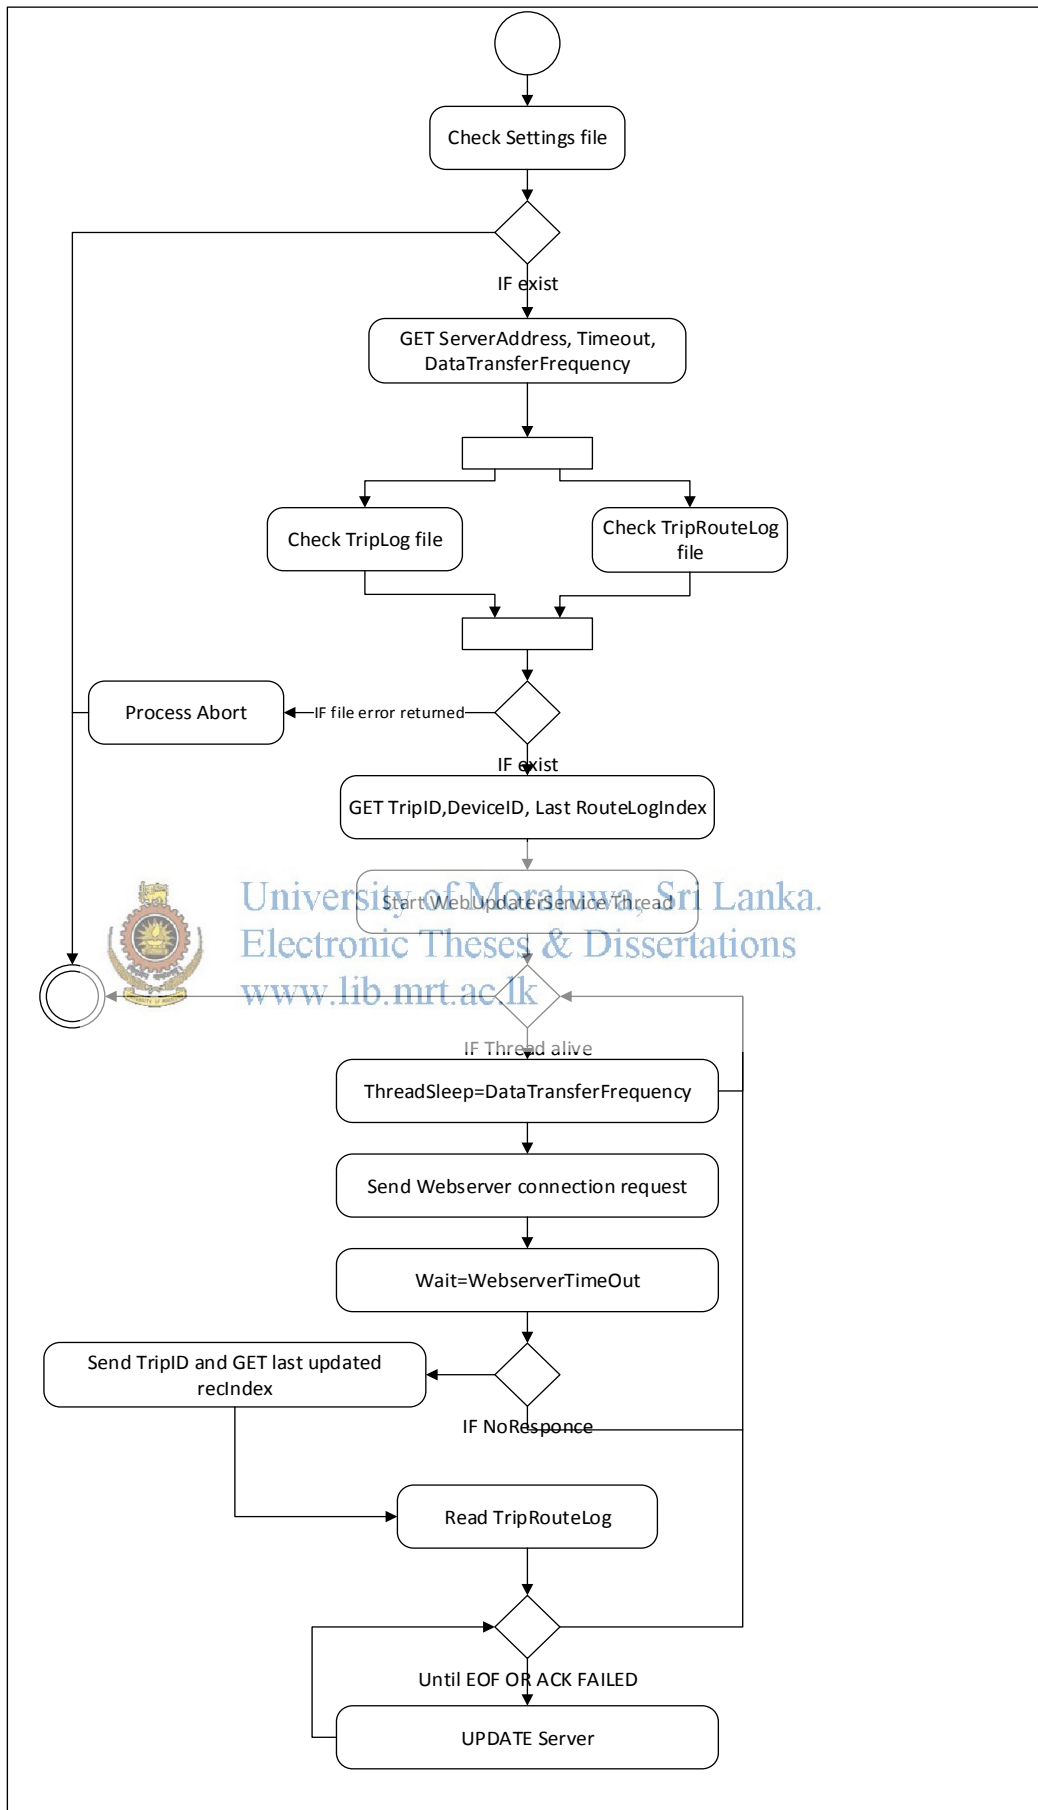 Check Settings file
IF exist
GET ServerAddress, Timeout,
DataTransferFrequency
Check TripLog file
Check TripRouteLog
file
Process Abort
IF file error returned
IF exist
GET TripID,DeviceID, Last RouteLogIndex
University of Moratuwa, Sri Lanka.
Start WebUpdaterService Thread
Electronic Theses & Dissertations
www.lib.mrt.ac.lk
IF Thread alive
ThreadSleep=DataTransferFrequency
Send Webserver connection request
Wait=WebserverTimeOut
Send TripID and GET last updated
recIndex
IF NoResponce
Read TripRouteLog
Until EOF OR ACK FAILED
UPDATE Server